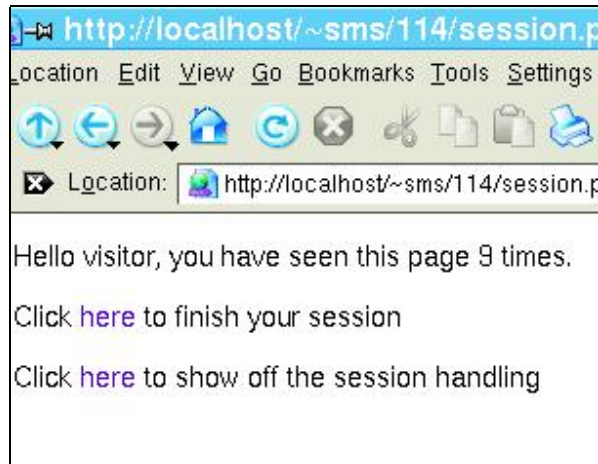 http://localhost/~sms/114/session.p
Location Edit View Go Bookmarks Tools Settings
Location: http://localhost/~sms/114/session.p
Hello visitor, you have seen this page 9 times.
Click here to finish your session
Click here to show off the session handling